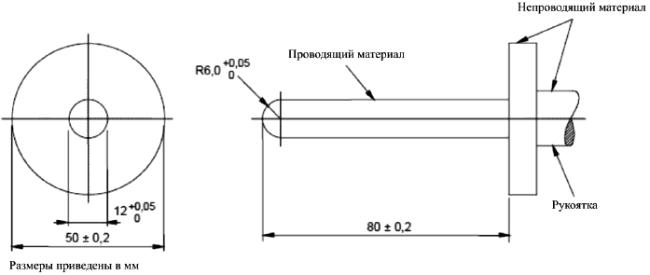 Непроводящий материал
Проводящий материал
R6,0 +0,05 0
Рукоятка
12 +0,05 0
80 ± 0,2
50 ± 0,2
Размеры приведены в мм